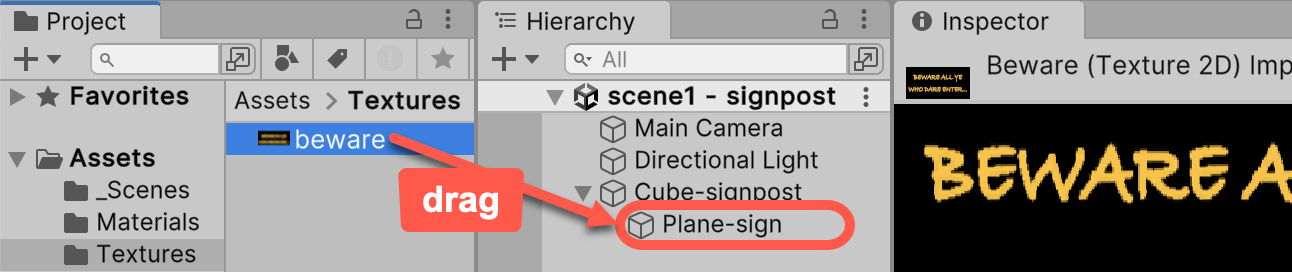 Project
Favorites
Assets
_Scenes
Materials
Textures
Assets > Textures
beware
drag
Hierarchy
All
scene1 - signpost
Main Camera
Directional Light
Cube-signpost
Plane-sign
Inspector
BEWARE ALL YE
WHO DARE ENTER...
Beware (Texture 2D) Imp
BEWARE A